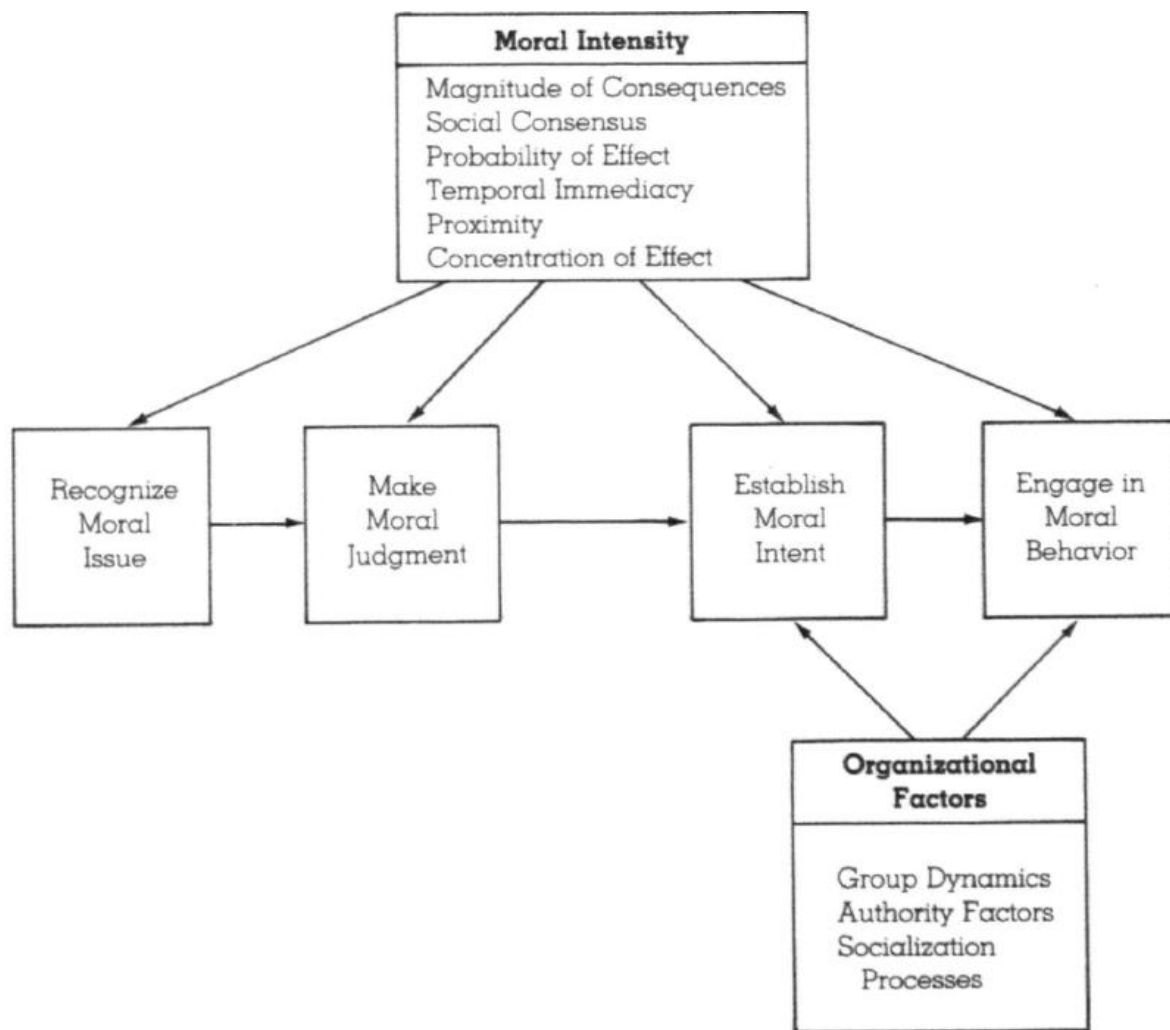 Moral Intensity
Magnitude of Consequences
Social Consensus
Probability of Effect
Temporal Immediacy
Proximity
Concentration of Effect
Recognize
Moral
Issue
Make
Moral
Judgment
Establish
Moral
Intent
Engage in
Moral
Behavior
Organizational
Factors
Group Dynamics
Authority Factors
Socialization
Processes